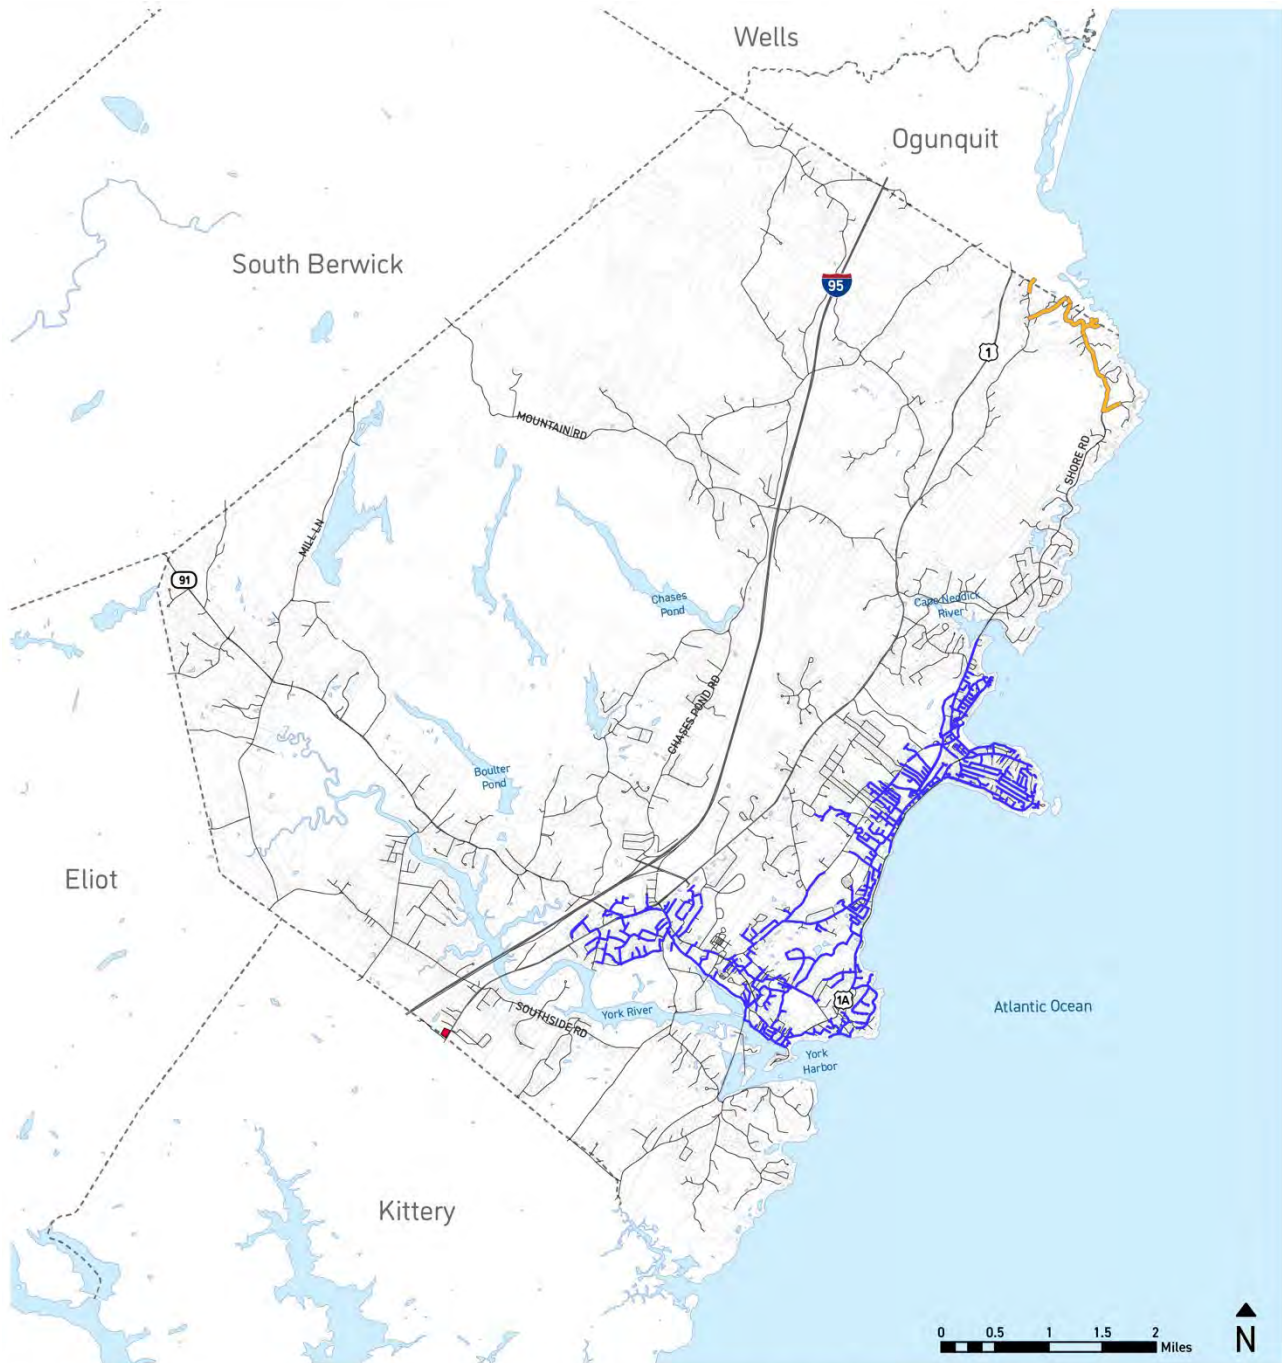 Wells
Ogunquit
South Berwick
95
1
MOUNTAIN RD
SHORE RD
MILL LN
91
Chases
Pond
Cape Neddick
River
CHASES POND RD
Boulter
Pond
Eliot
1A
Atlantic Ocean
SOUTHSIDE RD
York River
York
Harbor
Kittery
0 0.5 1 1.5 2
Miles
N